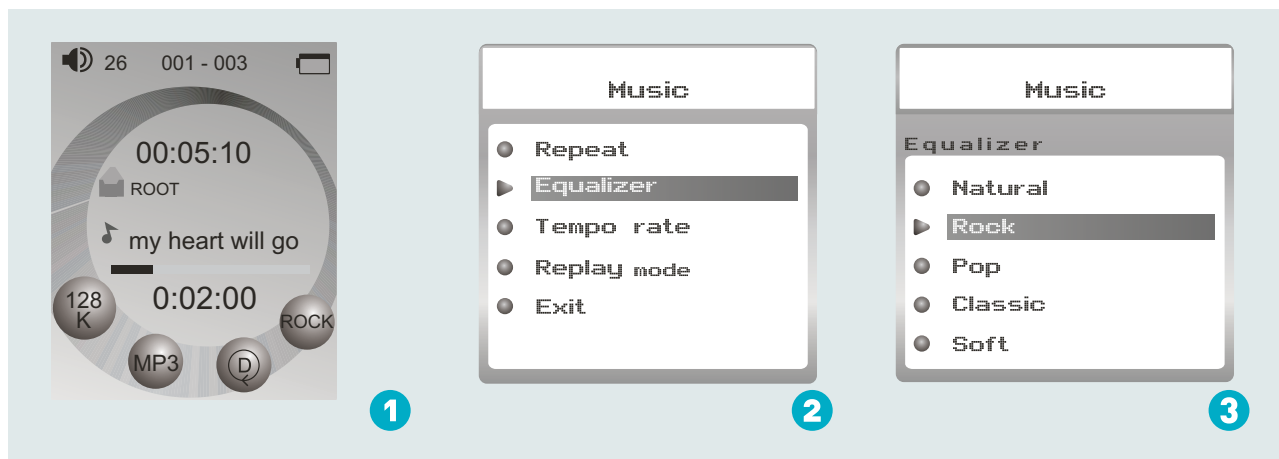 26 001 - 003
00:05:10
ROOT
my heart will go
0:02:00
128
K
MP3
D
ROCK
1
Music
Repeat
Equalizer
Tempo rate
Replay mode
Exit
2
Music
Equalizer
Natural
Rock
Pop
Classic
Soft
3